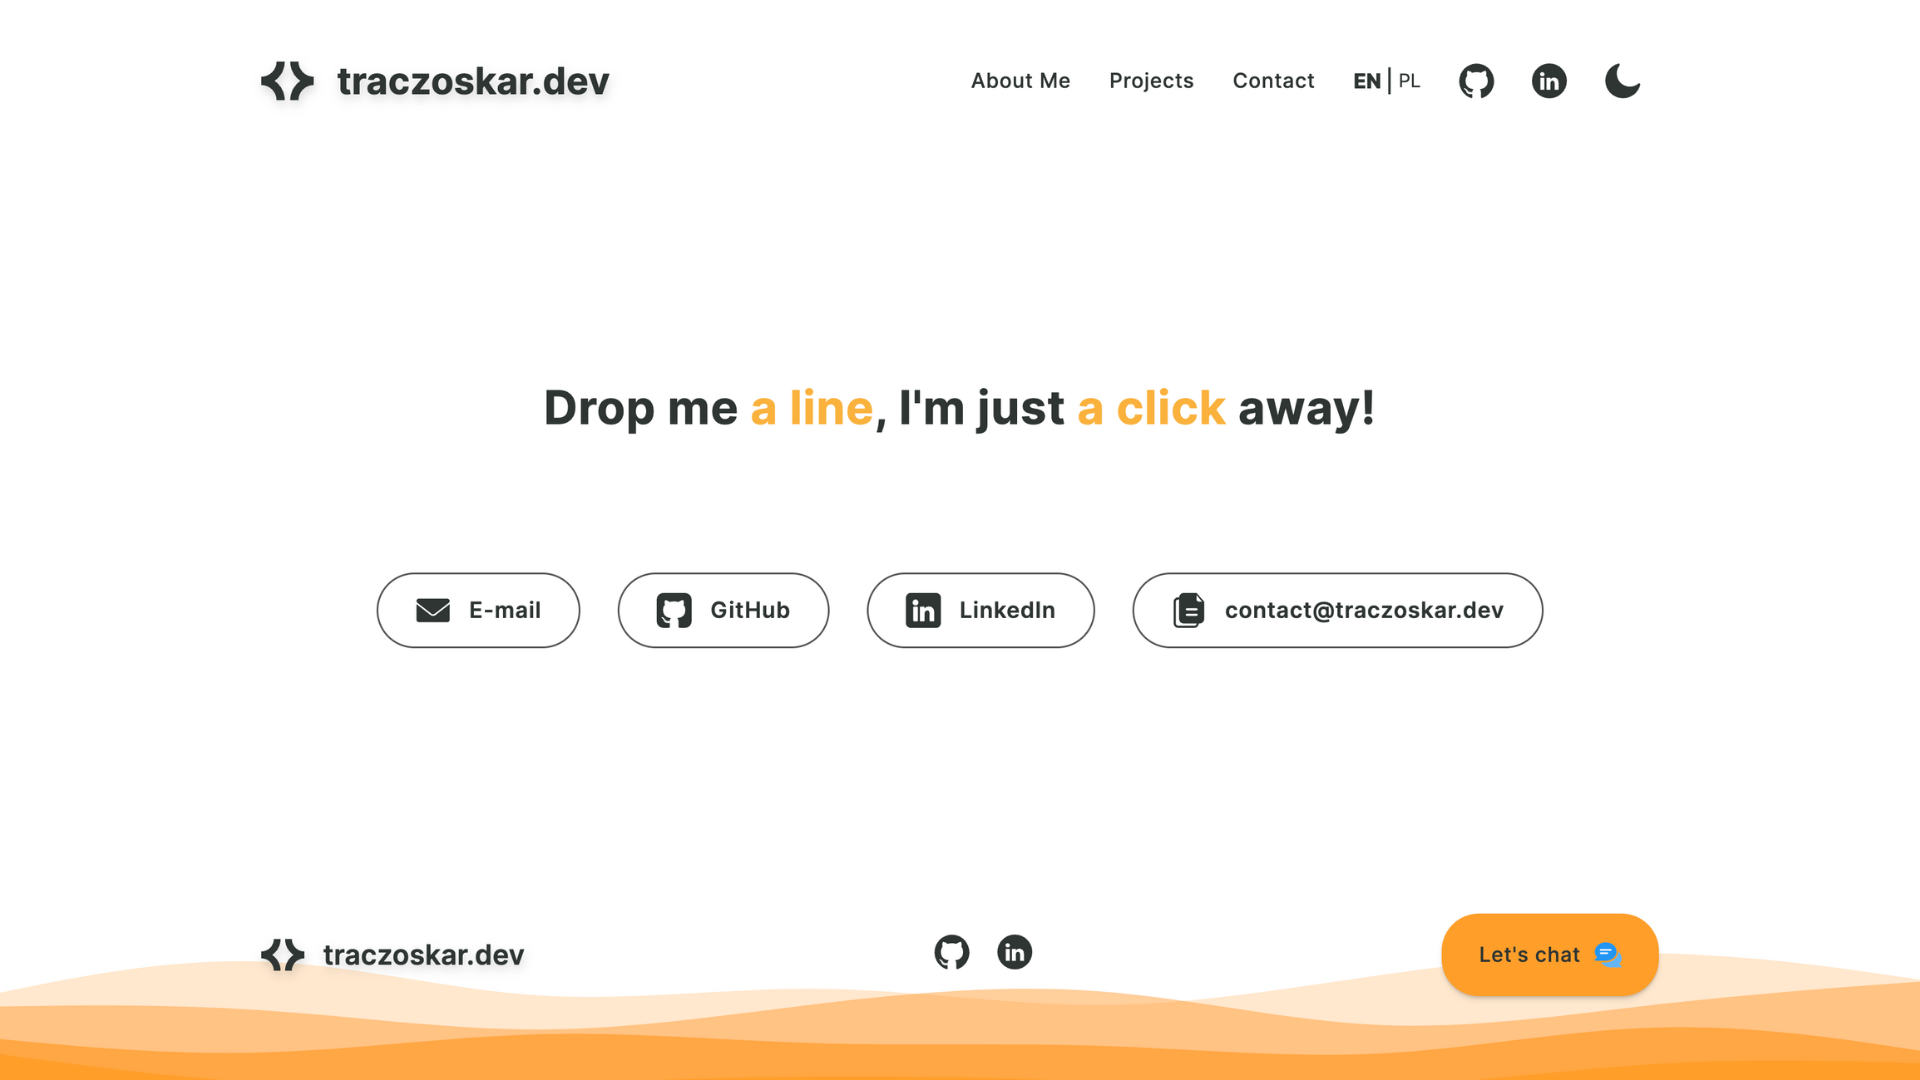 traczoskar.dev
About Me Projects Contact EN | PL
Drop me a line, I'm just a click away!
E-mail GitHub LinkedIn contact@traczoskar.dev
traczoskar.dev
Let's chat